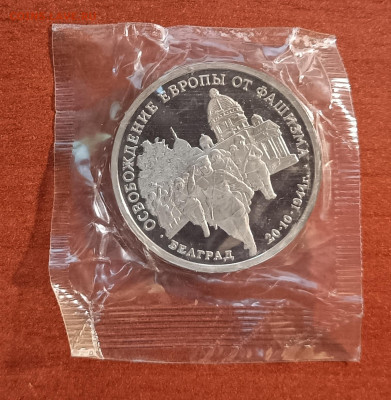 · ОСВОБОЖДЕНИЕ ЕВРОПЫ ОТ ФАШИЗМА ·
БЕЛГРАД
20·10·1944г.